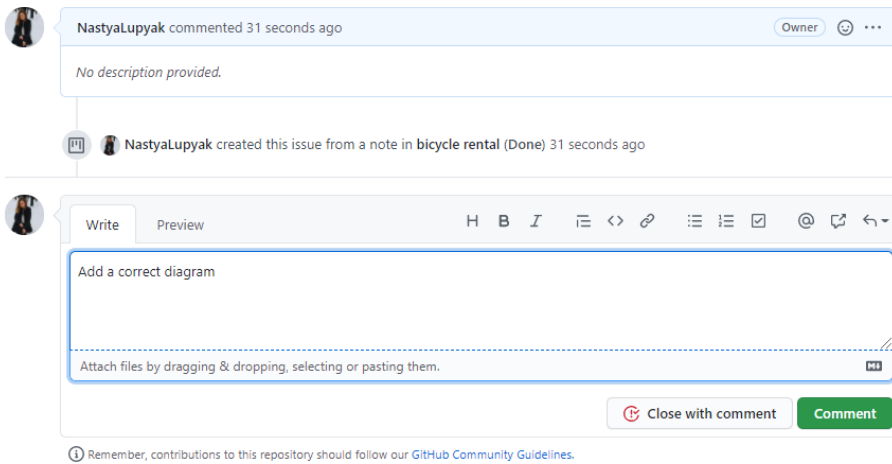 NastyaLupyak commented 31 seconds ago Owner
No description provided.
NastyaLupyak created this issue from a note in bicycle rental (Done) 31 seconds ago
Write Preview H B I
Add a correct diagram
Attach files by dragging & dropping, selecting or pasting them. M
Close with comment Comment
Remember, contributions to this repository should follow our GitHub Community Guidelines.